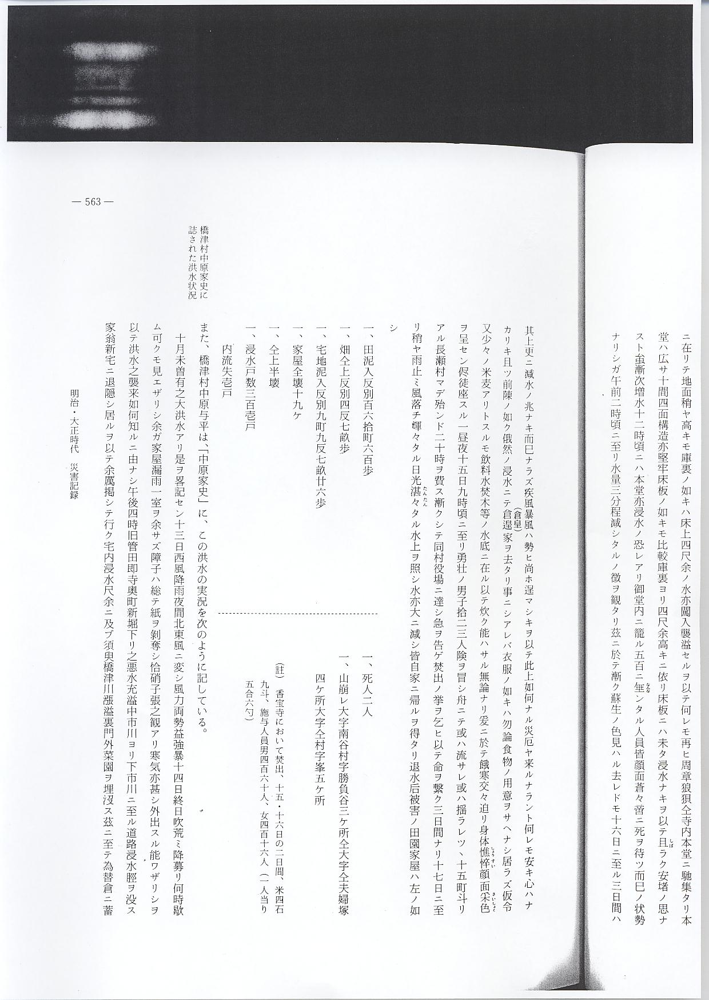 ニ在リテ地面稍ヤ高キモ庫裏ノ如キハ床上四尺余ノ水亦闖入襲溢セルヲ以テ何レモ再ヒ周章狼狽仝寺内本堂ニ馳集タリ本
堂ハ広サ十間四面構造亦堅牢床板ノ如キモ比較庫裏ヨリ四尺余高キニ依リ床板ニハ未タ浸水ナキヲ以テ且ラク安堵ノ思ナ
しば
スト雖漸次増水十二時頃ニハ本堂亦浸水ノ恐レアリ御堂内ニ籠ル五百ニ垂ンタル人員皆顔面蒼々啻ニ死ヲ待ツ而巳ノ状勢
なな
ナリシガ午前二時頃ニ至リ水量三分程減シタルノ徴ヲ観タリ茲ニ於テ漸ク蘇生ノ色見ハル去レドモ十六日ニ至ル三日間ハ
其上更ニ減水ノ兆ナキ而巳ナラズ疾風暴風ハ勢ヒ尚ホ逞マシキヲ以テ此上如何ナル災厄ヤ来ルナラント何レモ安キ心ハナ
カリキ且ツ前陳ノ如ク俄然ノ浸水ニテ倉遑家ヲ去タリ事ニシアレバ衣服ノ如キハ勿論食物ノ用意ヲサヘナシ居ラズ仮令
(倉皇)
又少々ノ米麦アリトスルモ飲料水焚木等ノ水底ニ在ル以テ炊ク能ハサル無論ナリ爰ニ於テ餓寒交々迫リ身体憔悴顔面采色
しょうすい
さいしょく
ヲ呈セン侭徒座スル一昼夜十五日九時頃ニ至リ勇壮ノ男子拾二三人険ヲ冒シ舟ニテ或ハ流サレ或ハ揺ラレツヽ十五町斗リ
アル長瀬村マデ殆ンド二十時ヲ費ス漸クシテ同村役場ニ達シ急ヲ告ゲ焚出ノ挙ヲ乞ヒ以テ命ヲ繋ク三日間ナリ十七日ニ至
リ稍ヤ雨止ミ風落チ輝々タル日光湛々タル水上ヲ照シ水亦大ニ減シ皆自家ニ帰ルヲ得タリ退水后被害ノ田園家屋ハ左ノ如
たんたん
シ
一、田泥入反別百六拾町六百歩
一、畑仝上反別四反七畝歩
一、宅地泥入反別九町九反七畝廿六歩
一、家屋全壊十九ケ
一、仝上半壊
一、浸水戸数三百壱戸
内流失壱戸
一、死人二人
一、山崩レ大字南谷村字勝負谷三ケ所仝大字仝夫婦塚
四ケ所大字仝村字峯五ケ所
(註) 香宝寺において焚出、十五・十六日の二日間、米四石
九斗、施与人員男四百六十人、女四百十六人（一人当り
五合六勺）
橋津村中原家史に
誌された洪水状況
また、橋津村中原与平は、「中原家史」に、この洪水の実況を次のように記している。
十月未曽有之大洪水アリ是ヲ畧記セン十三日西風降雨夜間北東風ニ変シ風力両勢益強暴十四日終日吹荒ミ降募リ何時歇
ム可クモ見エザリシ余ガ家屋漏雨一室ヲ余サズ障子ハ総テ紙ヲ剝奪シ恰硝子張之観アリ寒気亦甚シ外出スル能ワザリシヲ
以テ洪水之襲来如何知ルニ由ナシ午後四時旧管田即寺奥町新堀下リ之悪水充溢中市川ヨリ下市川ニ至ル道路浸水脛ヲ没ス
家翁新宅ニ退隠シ居ルヲ以テ余厲掲シテ行ク宅内浸水尺余ニ及ブ須臾橋津川漲溢裏門外菜園ヲ埋沒ス茲ニ至テ為替倉ニ蓄
明治・大正時代 災害記録
— 563 —